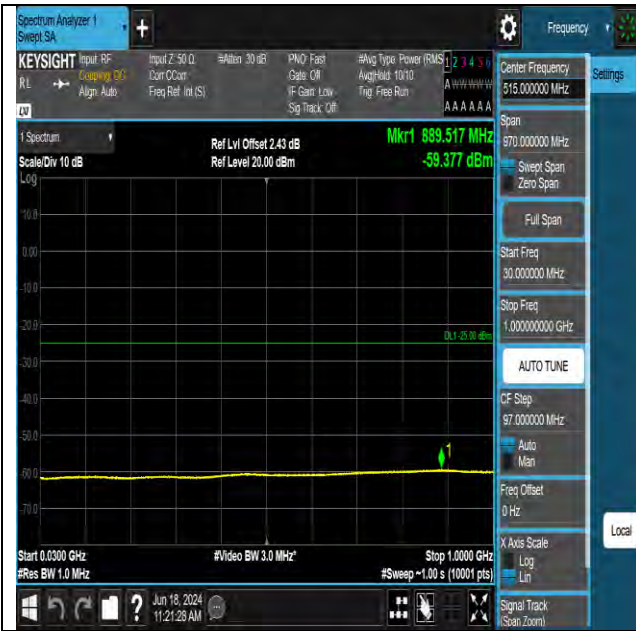 Spectrum Analyzer 1
Swept SA
Frequency
KEYSIGHT
RL
Input: RF
Coupling: DC
Align: Auto
Input Z: 50 Ω
Corr CCorr
Freq Ref: Int (S)
#Atten: 30 dB
PNO: Fast
Gate: Off
IF Gain: Low
Sig Track: Off
#Avg Type: Power (RMS
Avg|Hold: 10/10
Trig: Free Run
1 2 3 4 5 6
A W W W W W
A A A A A A
1 Spectrum
Scale/Div 10 dB
Log
Ref Lvl Offset 2.43 dB
Ref Level 20.00 dBm
Mkr1 889.517 MHz
-59.377 dBm
10.0
0.00
-10.0
-20.0
-30.0
-40.0
-50.0
-60.0
-70.0
DL1 -25.00 dBm
1
Start 0.0300 GHz
#Res BW 1.0 MHz
#Video BW 3.0 MHz*
Stop 1.0000 GHz
#Sweep ~1.00 s (10001 pts)
Jun 18, 2024
11:21:28 AM
Center Frequency
515.000000 MHz
Settings
Span
970.000000 MHz
Swept Span
Zero Span
Full Span
Start Freq
30.000000 MHz
Stop Freq
1.000000000 GHz
AUTO TUNE
CF Step
97.000000 MHz
Auto
Man
Freq Offset
0 Hz
X Axis Scale
Log
Lin
Local
Signal Track
(Span Zoom)